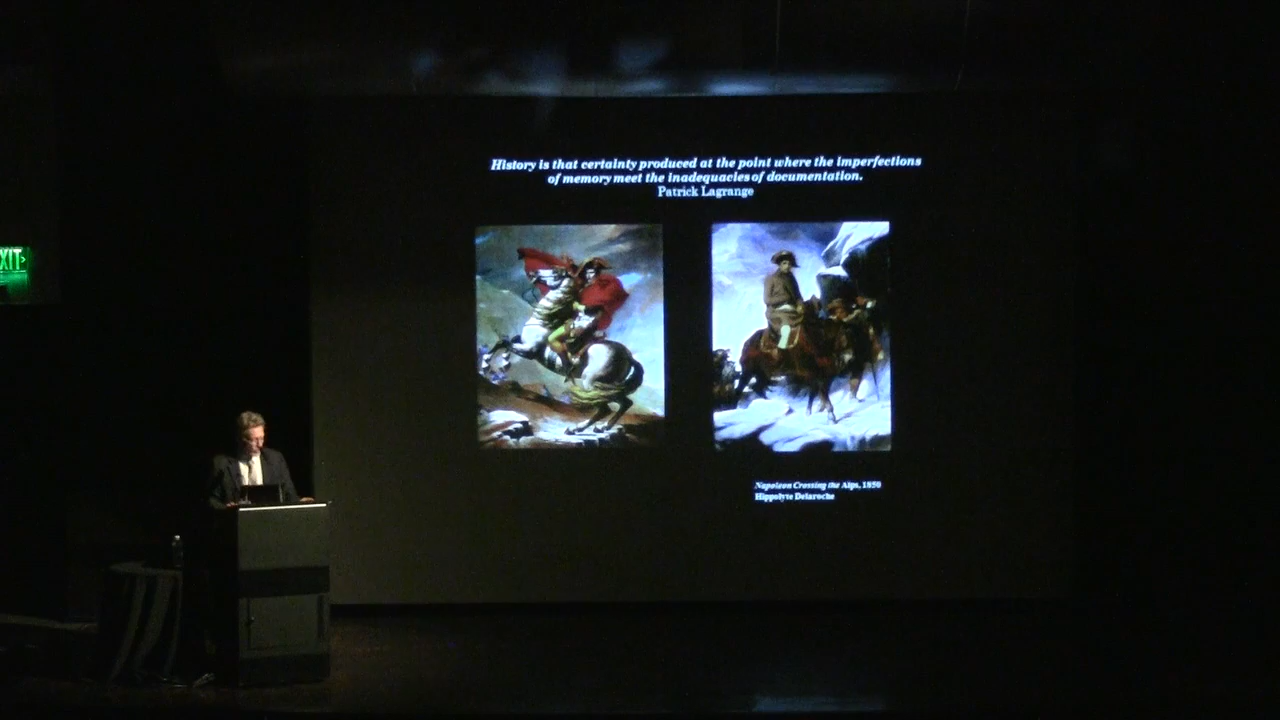 History is that certainty produced at the point where the imperfections
of memory meet the inadequacies of documentation.
Patrick Lagrange
XIT
Napoleon Crossing the Alps, 1850
Hippolyte Delaroche